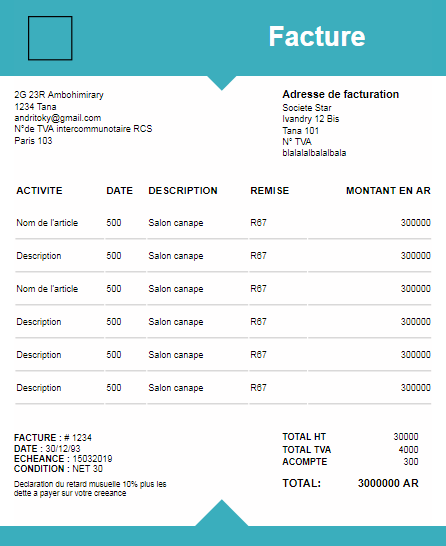 Facture
2G 23R Ambohimirary
1234 Tana
andritoky@gmail.com
N°de TVA intercommunotaire RCS
Paris 103
Adresse de facturation
Societe Star
Ivandry 12 Bis
Tana 101
N° TVA
blalalalbalalbala
ACTIVITE DATE DESCRIPTION REMISE MONTANT EN AR
Nom de l'article 500 Salon canape R67 300000
Description 500 Salon canape R67 300000
Nom de l'article 500 Salon canape R67 300000
Description 500 Salon canape R67 300000
Description 500 Salon canape R67 300000
Description 500 Salon canape R67 300000
FACTURE : # 1234
DATE : 30/12/93
ECHEANCE : 15032019
CONDITION : NET 30
Declaration du retard musuelle 10% plus les
dette a payer sur votre creeance
TOTAL HT 30000
TOTAL TVA 4000
ACOMPTE 300
TOTAL: 3000000 AR